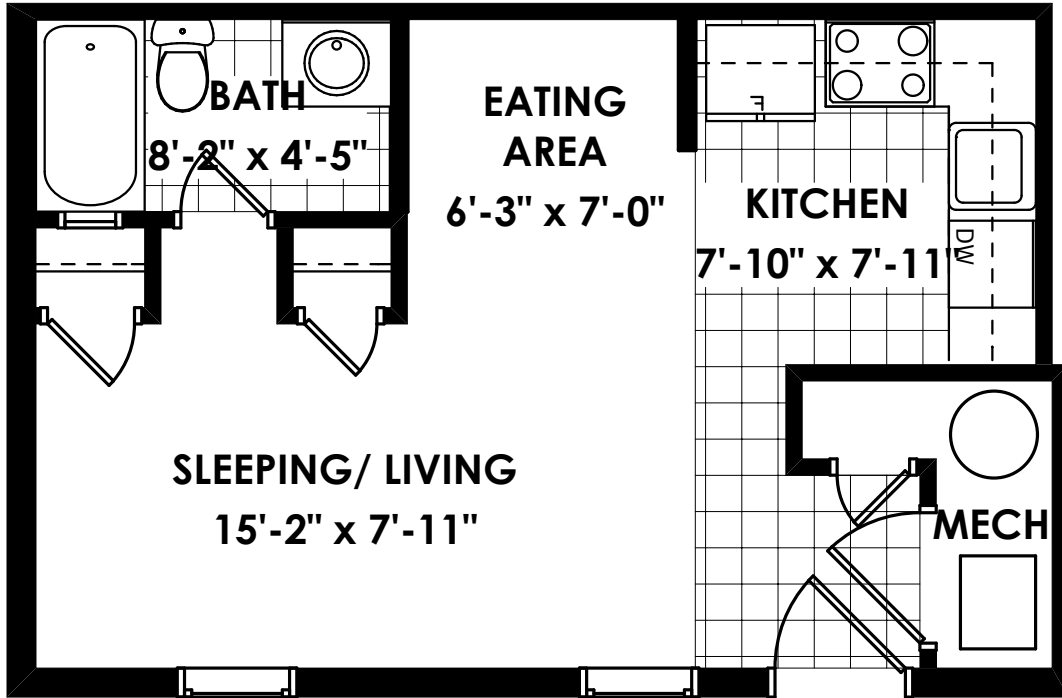 BATH
8'-2" x 4'-5"
EATING
AREA
6'-3" x 7'-0"
F
KITCHEN
7'-10" x 7'-11"
DW
SLEEPING/ LIVING
15'-2" x 7'-11"
MECH